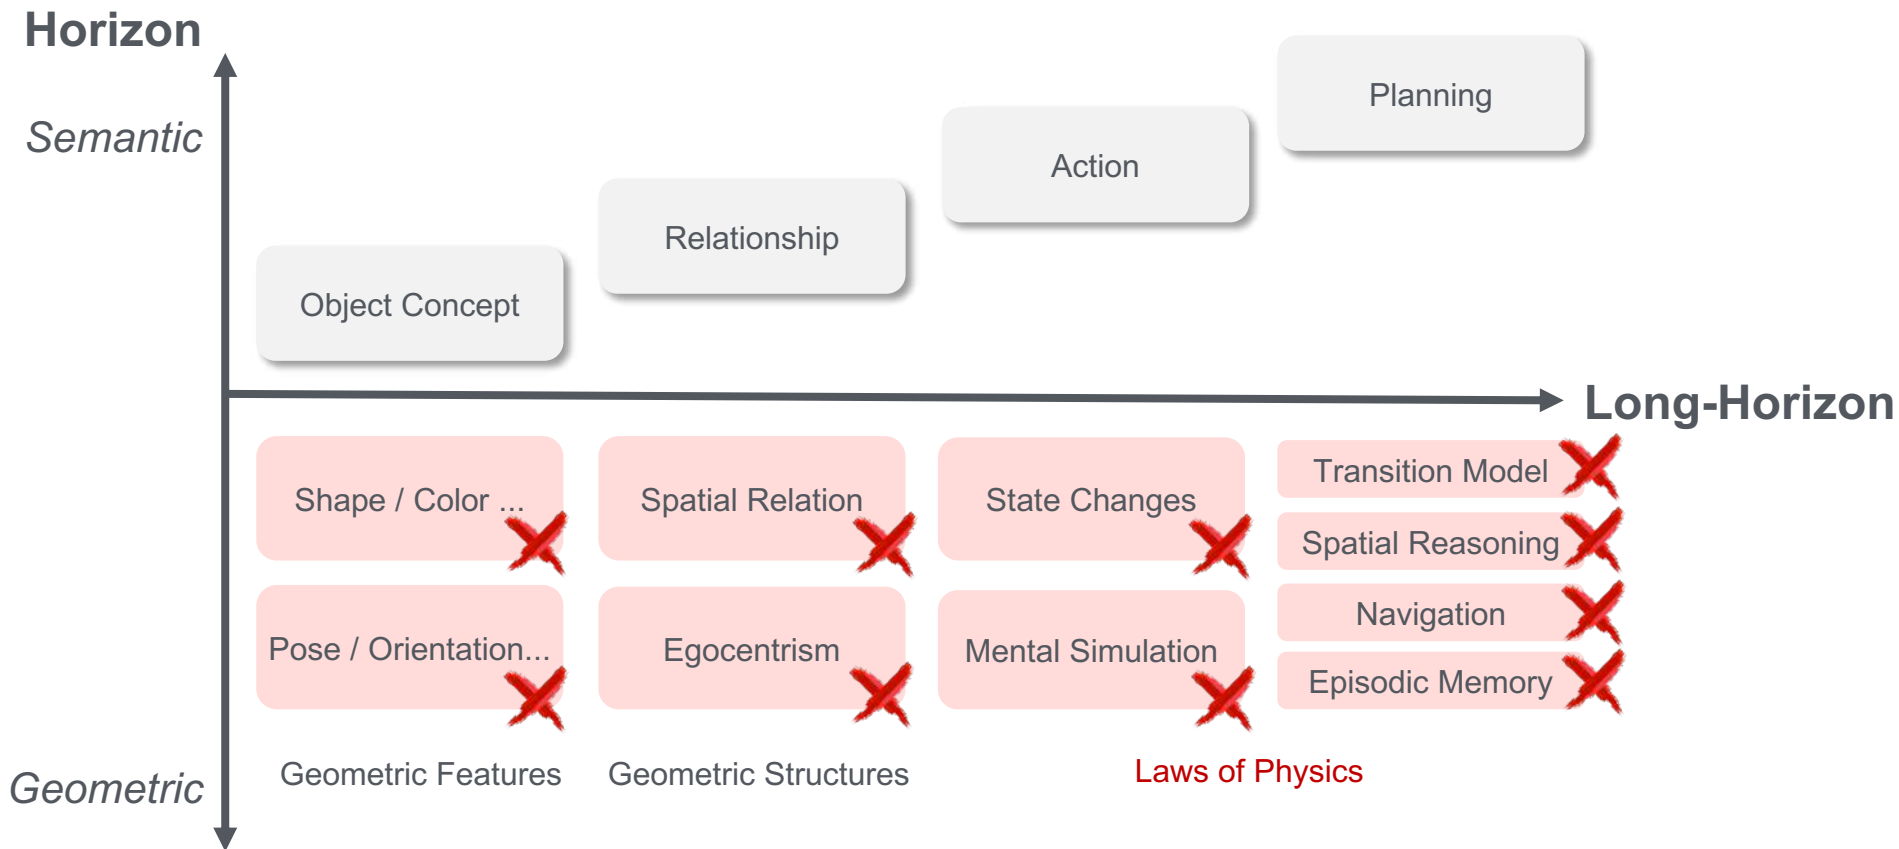 Horizon
Semantic
Planning
Action
Relationship
Object Concept
Long-Horizon
Shape / Color ...
Spatial Relation
State Changes
Transition Model
Spatial Reasoning
Pose / Orientation...
Egocentrism
Mental Simulation
Navigation
Episodic Memory
Geometric
Geometric Features
Geometric Structures
Laws of Physics